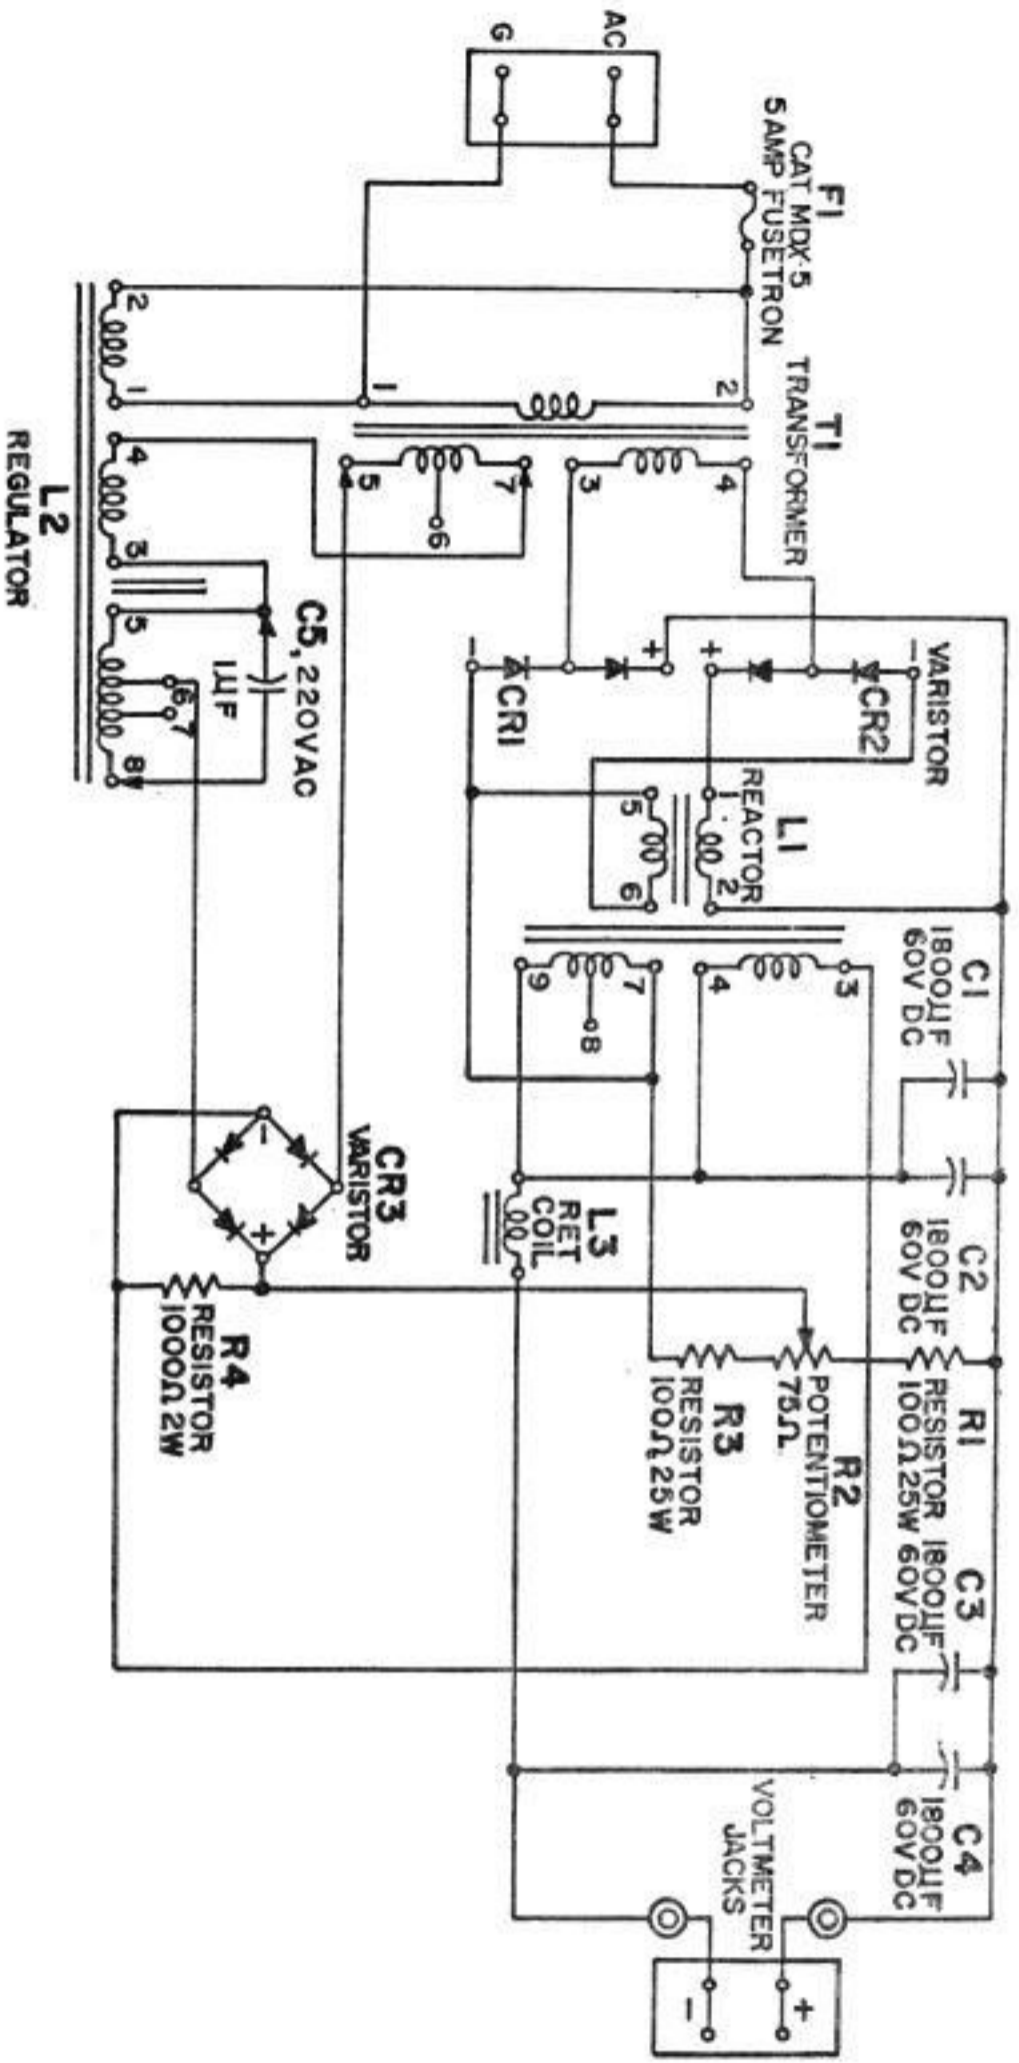 AC
G
F1
CAT MDX-5
5 AMP FUSETRON
T1
TRANSFORMER
2
1
4
3
7
5
6
2
1
4
3
5
6
7
8
L2
REGULATOR
C5, 220VAC
1µF
VARISTOR
-
CR2
+
+
CR1
-
L1
REACTOR
1
2
5
6
3
4
7
8
9
C1
1800µF
60V DC
C2
1800µF
60V DC
L3
RET
COIL
CR3
VARISTOR
-
+
R4
RESISTOR
1000Ω 2W
R1
RESISTOR
100Ω 25W
R2
POTENTIOMETER
75Ω
R3
RESISTOR
100Ω 25W
C3
1800µF
60VDC
C4
1800µF
60VDC
VOLTMETER
JACKS
+
-